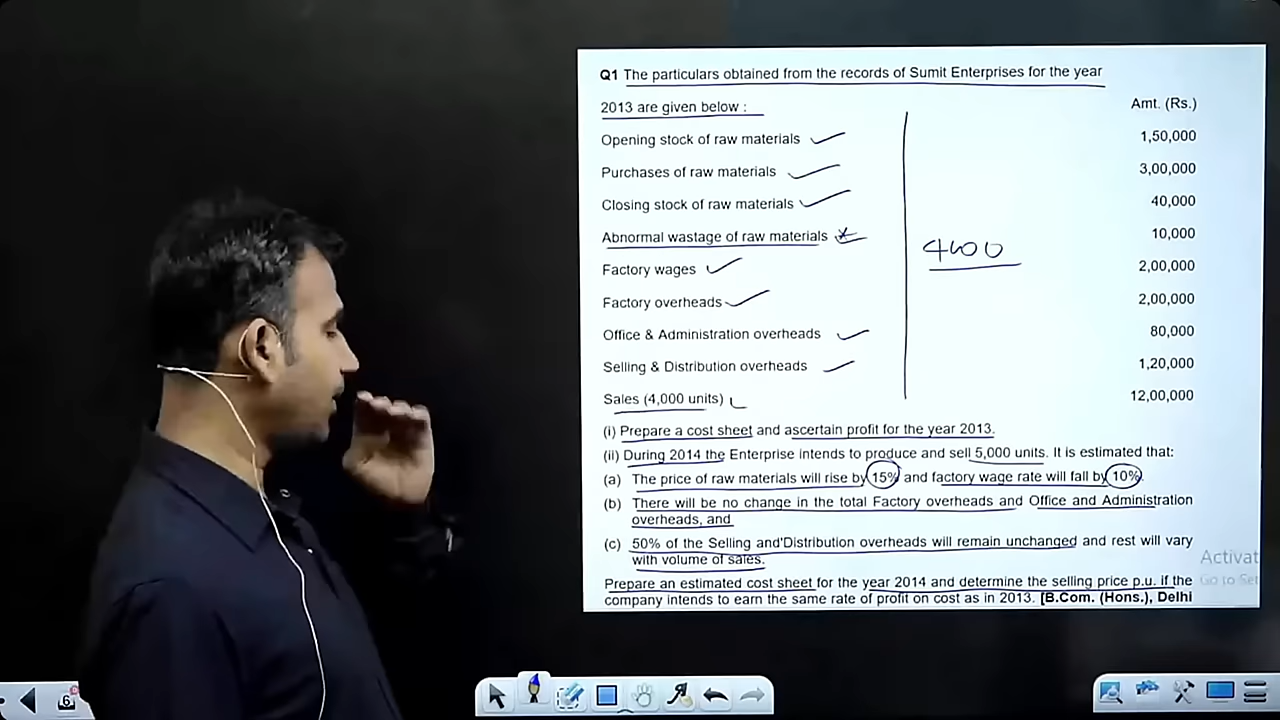 Q1 The particulars obtained from the records of Sumit Enterprises for the year
2013 are given below : Amt. (Rs.)
Opening stock of raw materials 1,50,000
Purchases of raw materials 3,00,000
Closing stock of raw materials 40,000
Abnormal wastage of raw materials 10,000
4000
Factory wages 2,00,000
Factory overheads 2,00,000
Office & Administration overheads 80,000
Selling & Distribution overheads 1,20,000
Sales (4,000 units) 12,00,000
(i) Prepare a cost sheet and ascertain profit for the year 2013.
(ii) During 2014 the Enterprise intends to produce and sell 5,000 units. It is estimated that:
(a) The price of raw materials will rise by 15% and factory wage rate will fall by 10%.
(b) There will be no change in the total Factory overheads and Office and Administration
overheads, and
(c) 50% of the Selling and'Distribution overheads will remain unchanged and rest will vary
with volume of sales.
Activat
Prepare an estimated cost sheet for the year 2014 and determine the selling price p.u. if the
Go to Set
company intends to earn the same rate of profit on cost as in 2013. [B.Com. (Hons.), Delhi
6